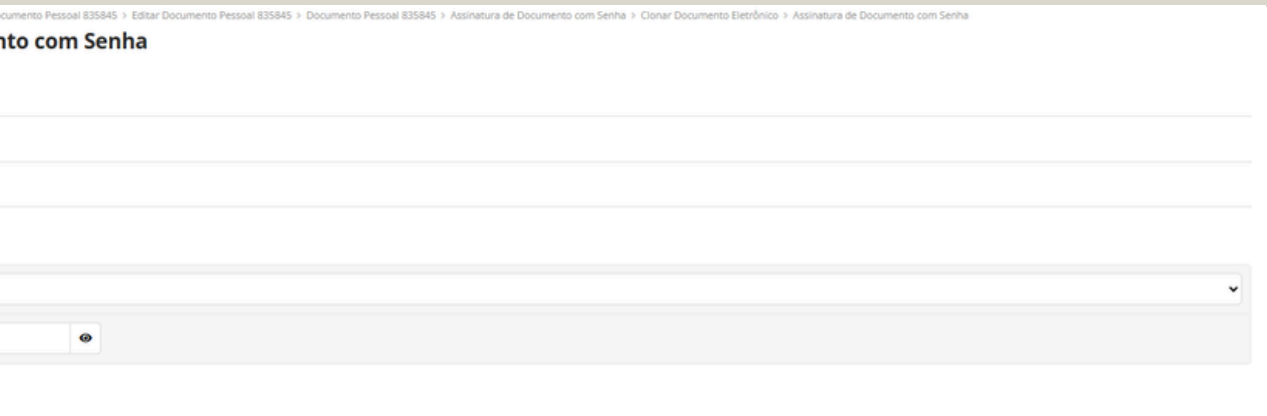 ocumento Pessoal 835845 > Editar Documento Pessoal 835845 > Documento Pessoal 835845 > Assinatura de Documento com Senha > Clonar Documento Eletrônico > Assinatura de Documento com Senha
nto com Senha